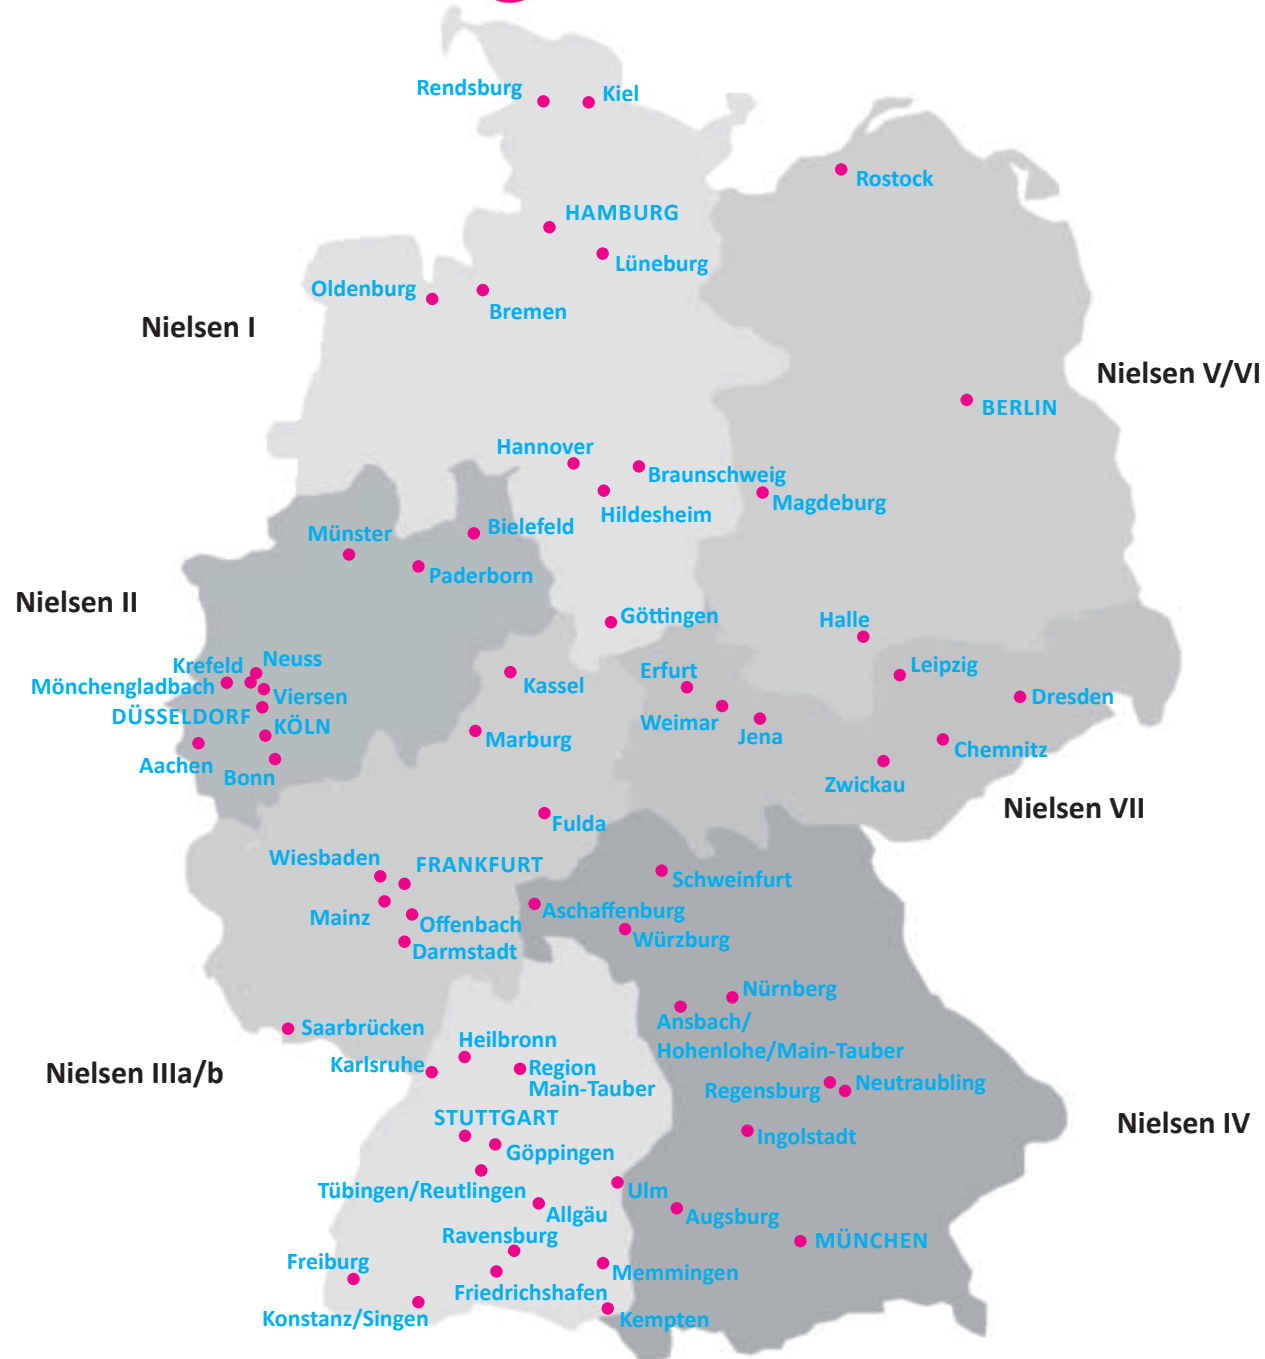 Rendsburg
Kiel
Rostock
HAMBURG
Lüneburg
Oldenburg
Bremen
Nielsen I
Nielsen V/VI
BERLIN
Hannover
Braunschweig
Magdeburg
Hildesheim
Bielefeld
Münster
Paderborn
Nielsen II
Göttingen
Halle
Neuss
Krefeld
Leipzig
Erfurt
Kassel
Mönchengladbach
Viersen
Dresden
DÜSSELDORF
KÖLN
Weimar
Jena
Marburg
Chemnitz
Aachen
Bonn
Zwickau
Nielsen VII
Fulda
Wiesbaden
FRANKFURT
Schweinfurt
Mainz
Offenbach
Aschaffenburg
Würzburg
Darmstadt
Nürnberg
Ansbach/
Hohenlohe/Main-Tauber
Saarbrücken
Heilbronn
Karlsruhe
Region
Main-Tauber
Nielsen IIIa/b
Regensburg
Neutraubling
STUTTGART
Nielsen IV
Ingolstadt
Göppingen
Tübingen/Reutlingen
Ulm
Allgäu
Augsburg
Ravensburg
MÜNCHEN
Freiburg
Memmingen
Friedrichshafen
Konstanz/Singen
Kempten